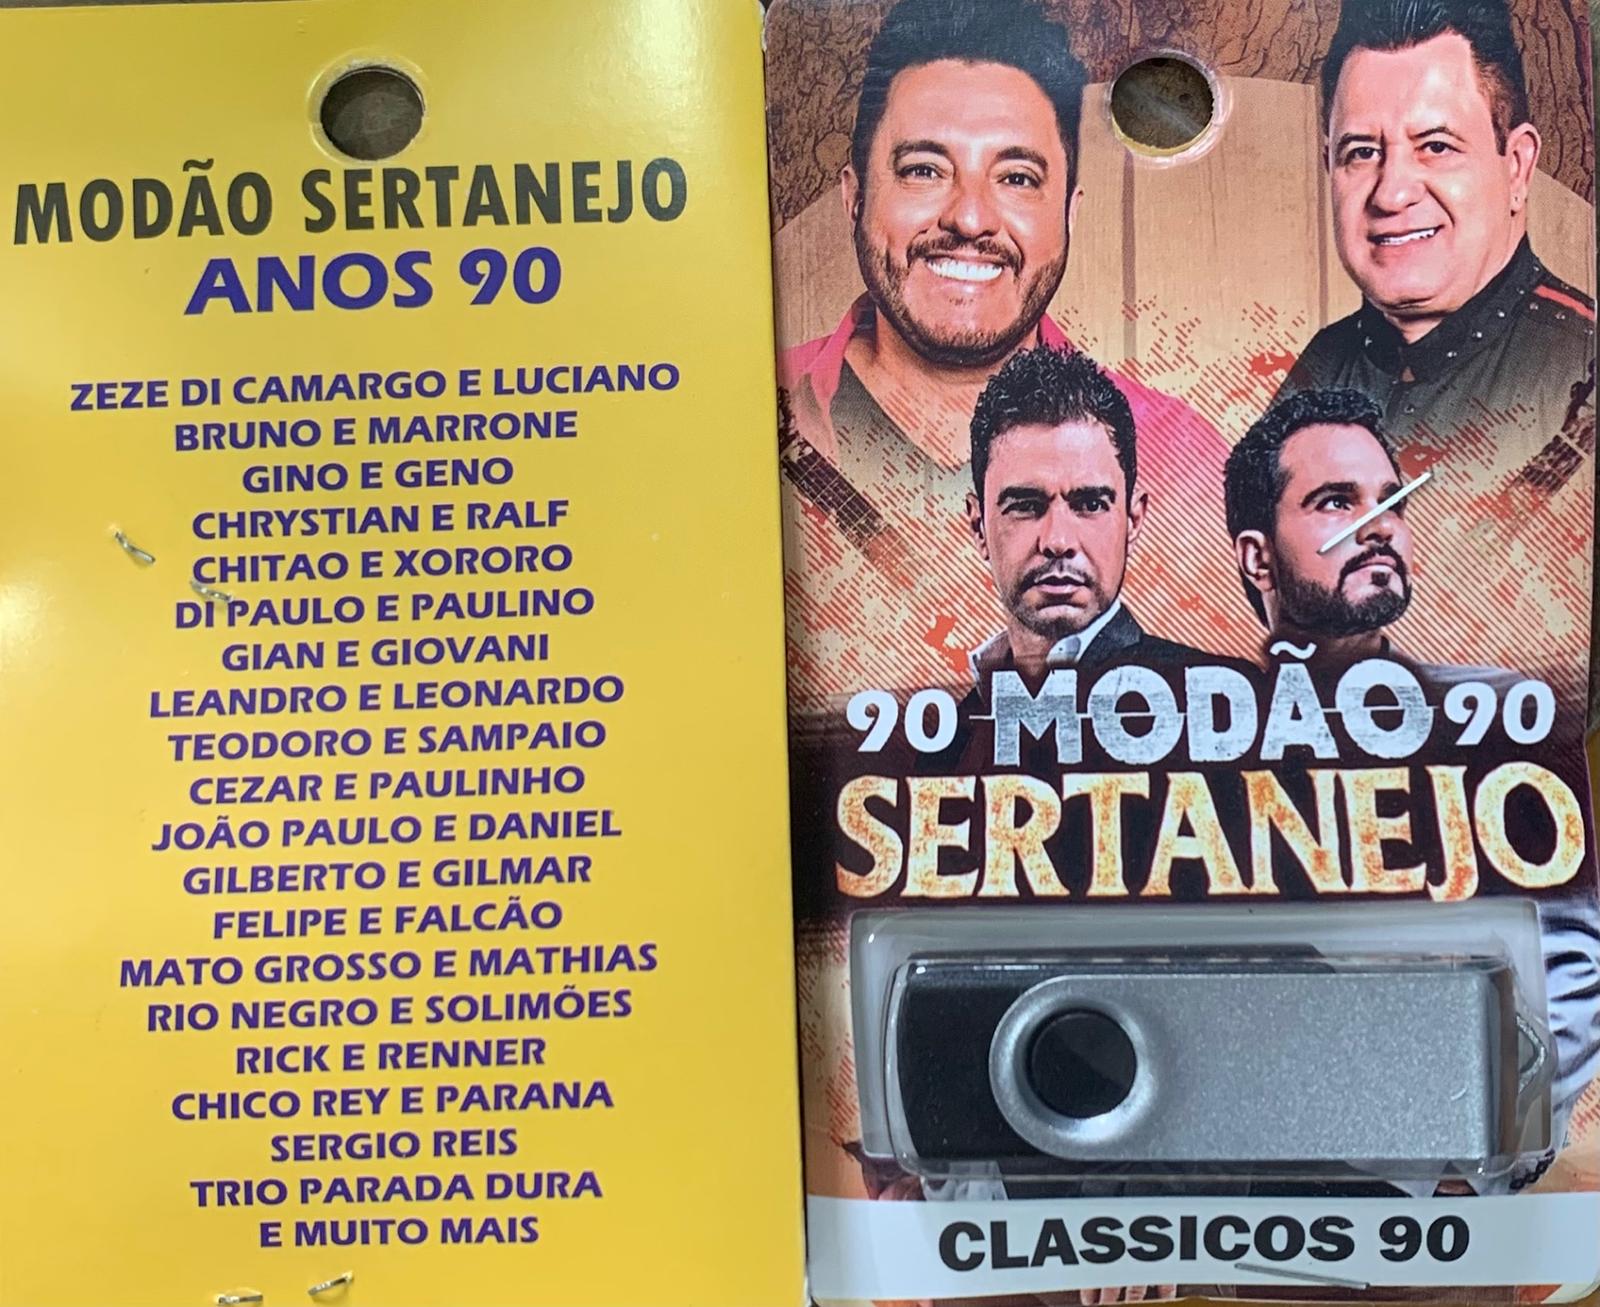 MODÃO SERTANEJO
ANOS 90
ZEZE DI CAMARGO E LUCIANO
BRUNO E MARRONE
GINO E GENO
CHRYSTIAN E RALF
CHITAO E XORORO
DI PAULO E PAULINO
GIAN E GIOVANI
LEANDRO E LEONARDO
TEODORO E SAMPAIO
CEZAR E PAULINHO
JOÃO PAULO E DANIEL
GILBERTO E GILMAR
FELIPE E FALCÃO
MATO GROSSO E MATHIAS
RIO NEGRO E SOLIMÕES
RICK E RENNER
CHICO REY E PARANA
SERGIO REIS
TRIO PARADA DURA
E MUITO MAIS
90 MODÃO 90
SERTANEJO
CLASSICOS 90